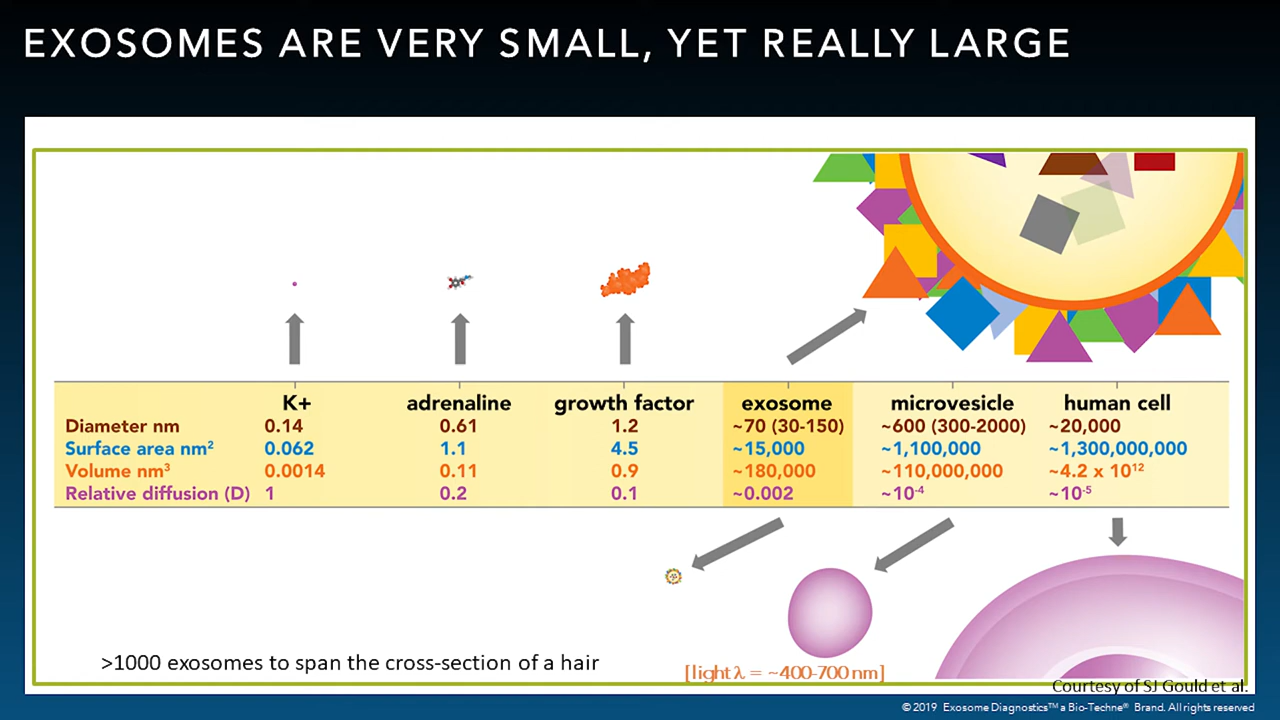 EXOSOMES ARE VERY SMALL, YET REALLY LARGE
K+ adrenaline growth factor exosome microvesicle human cell
Diameter nm 0.14 0.61 1.2 ~70 (30-150) ~600 (300-2000) ~20,000
Surface area nm² 0.062 1.1 4.5 ~15,000 ~1,100,000 ~1,300,000,000
Volume nm³ 0.0014 0.11 0.9 ~180,000 ~110,000,000 ~4.2 x 10¹²
Relative diffusion (D) 1 0.2 0.1 ~0.002 ~10⁻⁴ ~10⁻⁵
>1000 exosomes to span the cross-section of a hair
[light λ = ~400-700 nm]
Courtesy of SJ Gould et al.
© 2019 Exosome Diagnostics™ a Bio-Techne® Brand. All rights reserved